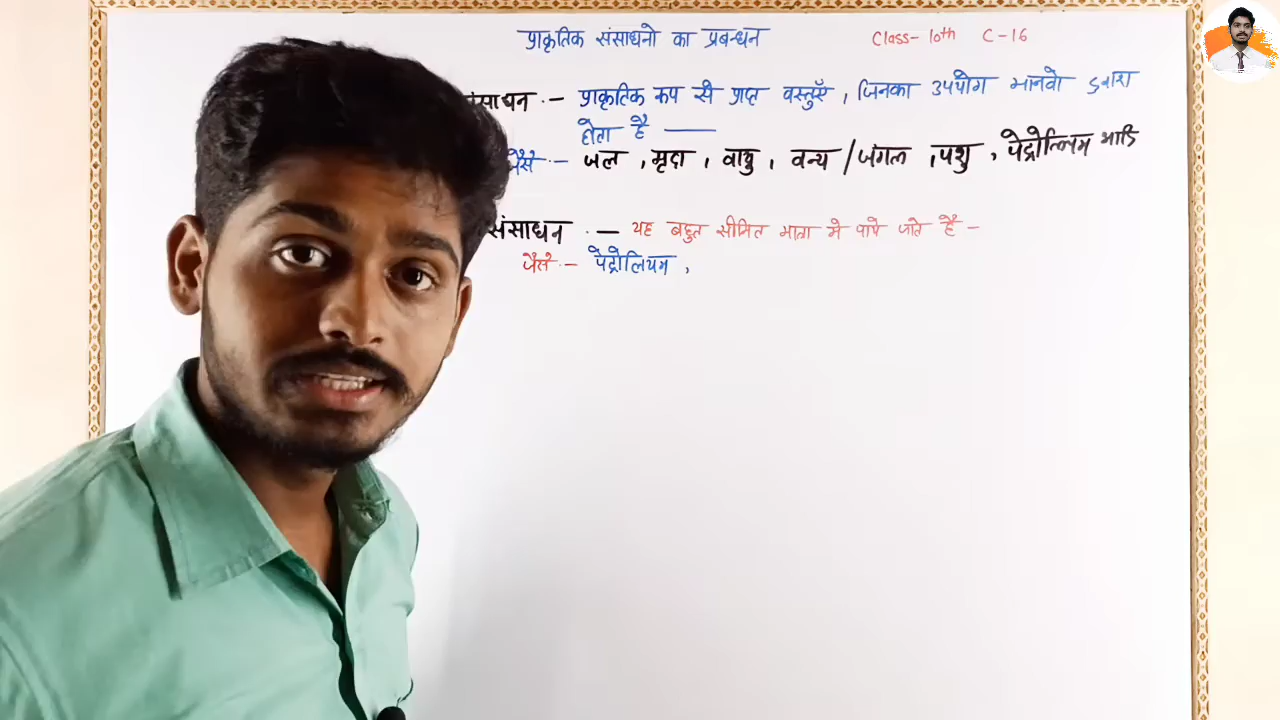 प्राकृतिक संसाधनो का प्रबन्धन Class- 10th C-16
संसाधन :- प्राकृतिक रूप से प्राप्त वस्तुएँ , जिनका उपयोग मानवो द्वारा
होता है —
जैसे :- जल , मृदा , वायु , वन्य / जंगल , पशु , पेट्रोलियम आदि
संसाधन :- यह बहुत सीमित मात्रा मे पाये जाते है -
जैसे :- पेट्रोलियम ,